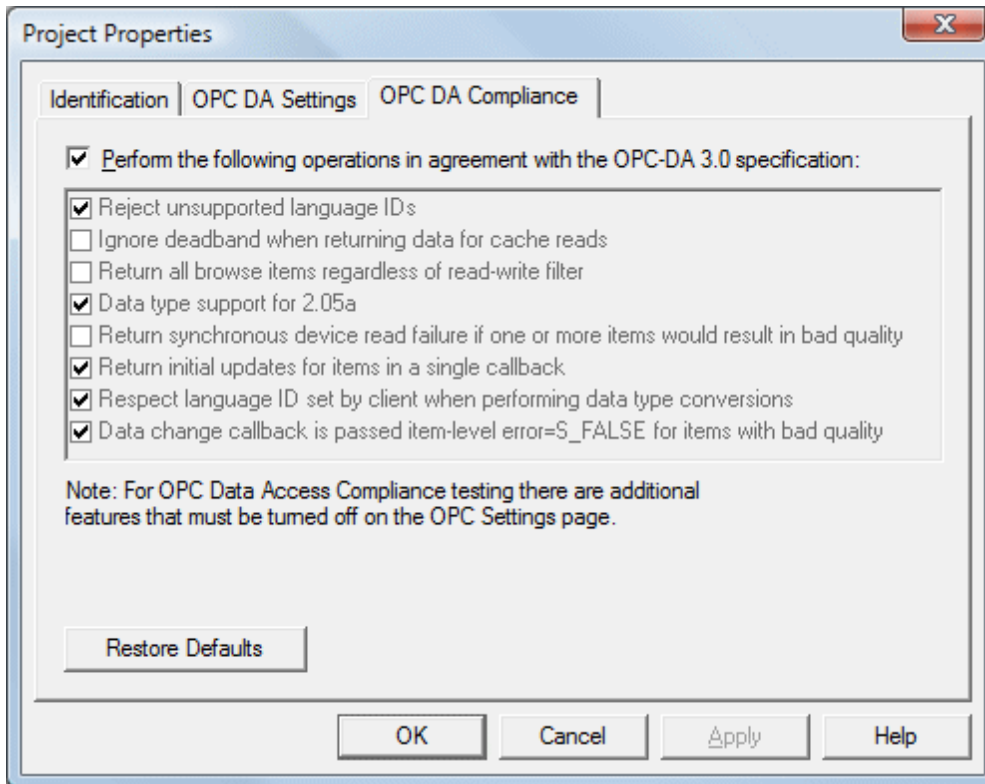 Project Properties
Identification
OPC DA Settings
OPC DA Compliance
Perform the following operations in agreement with the OPC-DA 3.0 specification:
Reject unsupported language IDs
Ignore deadband when returning data for cache reads
Return all browse items regardless of read-write filter
Data type support for 2.05a
Return synchronous device read failure if one or more items would result in bad quality
Return initial updates for items in a single callback
Respect language ID set by client when performing data type conversions
Data change callback is passed item-level error=S_FALSE for items with bad quality
Note: For OPC Data Access Compliance testing there are additional
features that must be turned off on the OPC Settings page.
Restore Defaults
OK
Cancel
Apply
Help